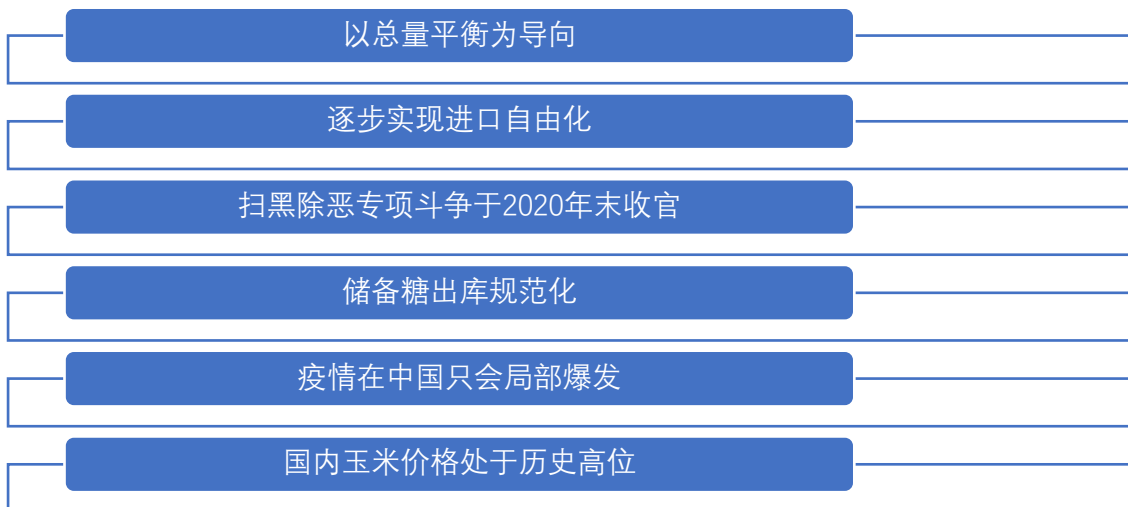 以总量平衡为导向
逐步实现进口自由化
扫黑除恶专项斗争于2020年末收官
储备糖出库规范化
疫情在中国只会局部爆发
国内玉米价格处于历史高位